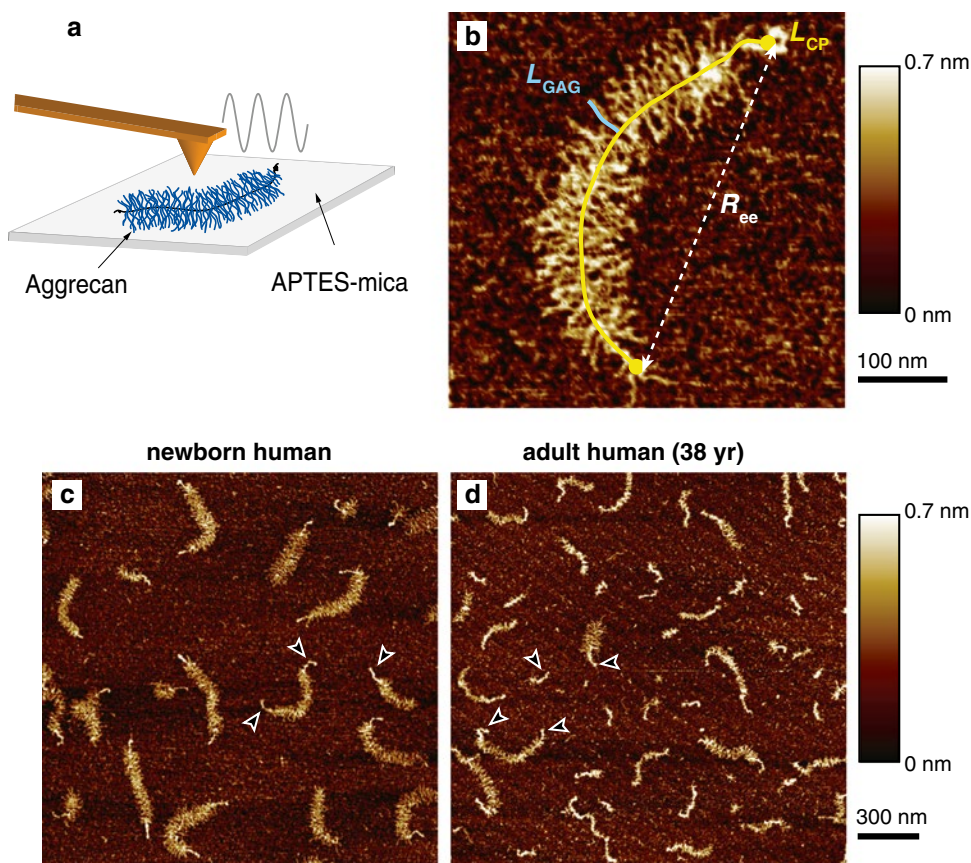 a
Aggrecan
APTES-mica
b
L_CP
L_GAG
R_ee
0.7 nm
0 nm
100 nm
newborn human
adult human (38 yr)
c
d
0.7 nm
0 nm
300 nm